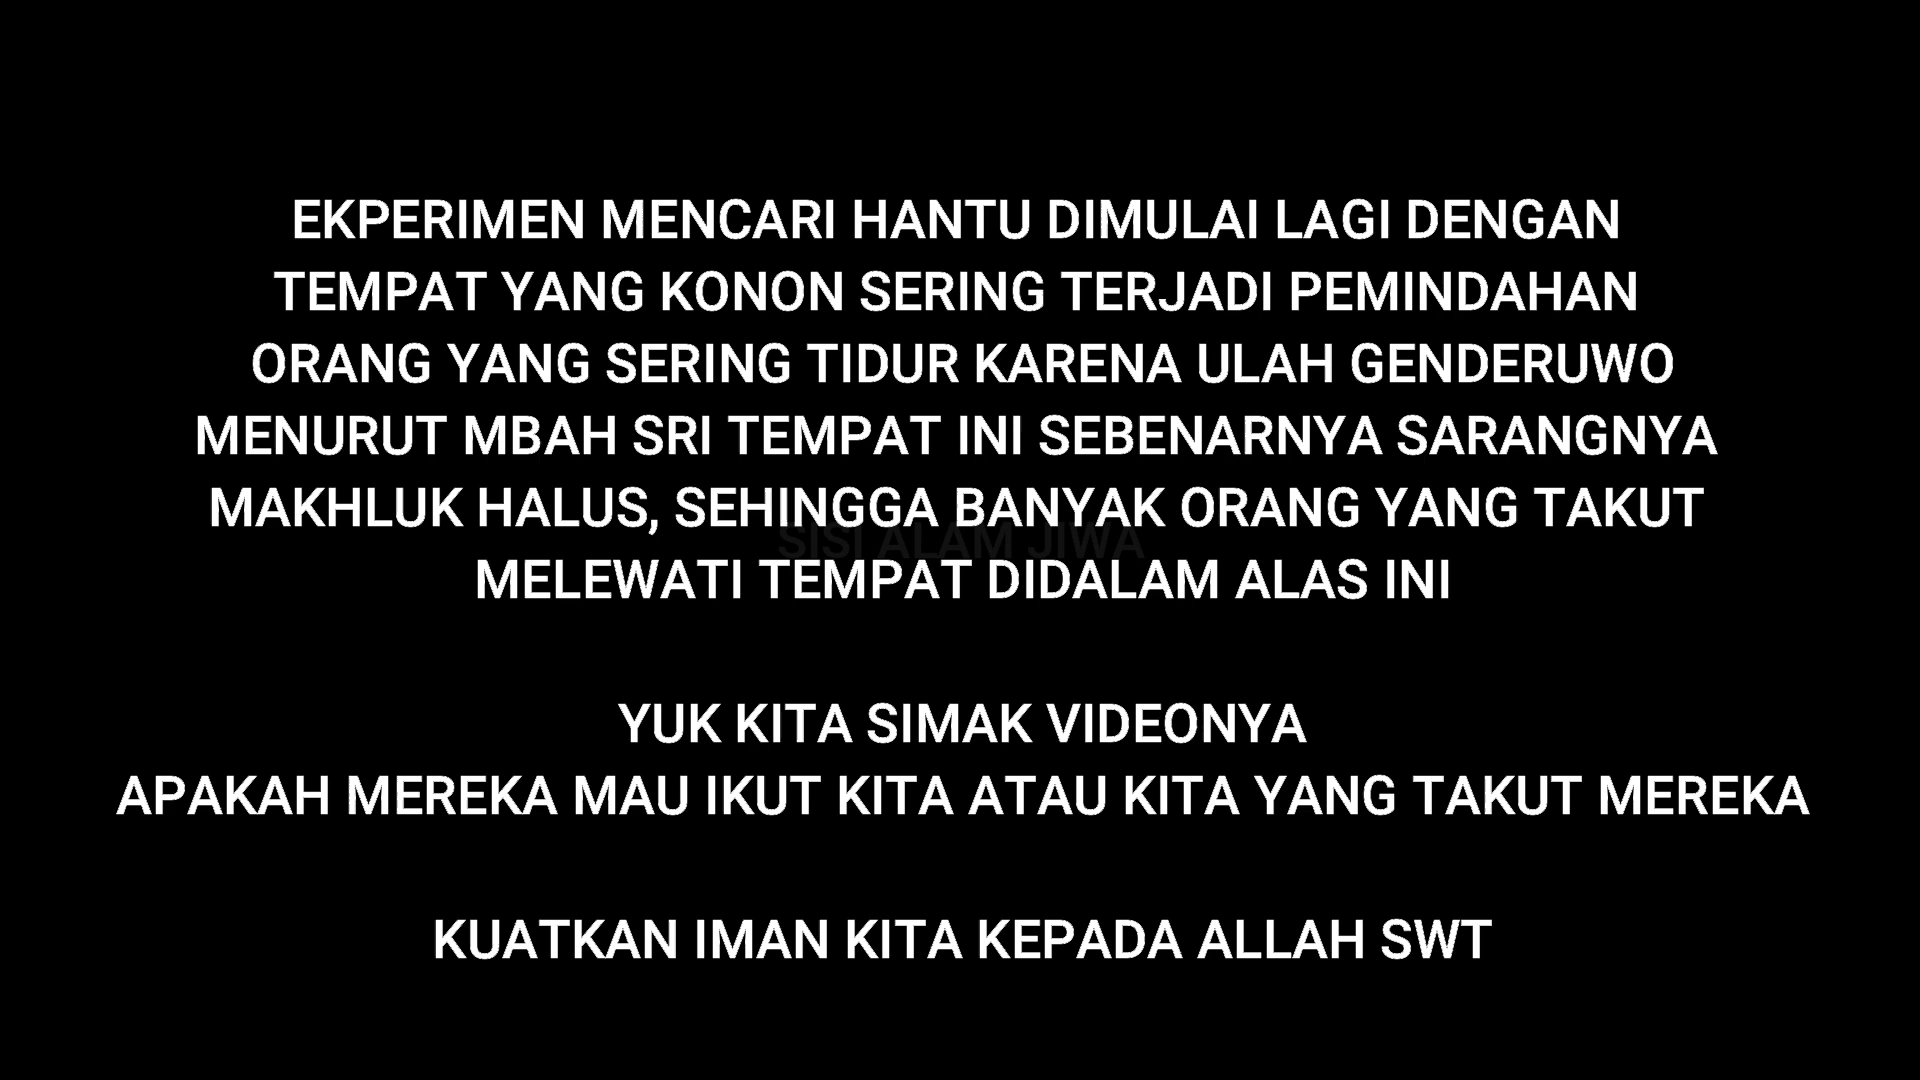 EKPERIMEN MENCARI HANTU DIMULAI LAGI DENGAN
TEMPAT YANG KONON SERING TERJADI PEMINDAHAN
ORANG YANG SERING TIDUR KARENA ULAH GENDERUWO
MENURUT MBAH SRI TEMPAT INI SEBENARNYA SARANGNYA
MAKHLUK HALUS, SEHINGGA BANYAK ORANG YANG TAKUT
SISI ALAM JIWA
MELEWATI TEMPAT DIDALAM ALAS INI
YUK KITA SIMAK VIDEONYA
APAKAH MEREKA MAU IKUT KITA ATAU KITA YANG TAKUT MEREKA
KUATKAN IMAN KITA KEPADA ALLAH SWT